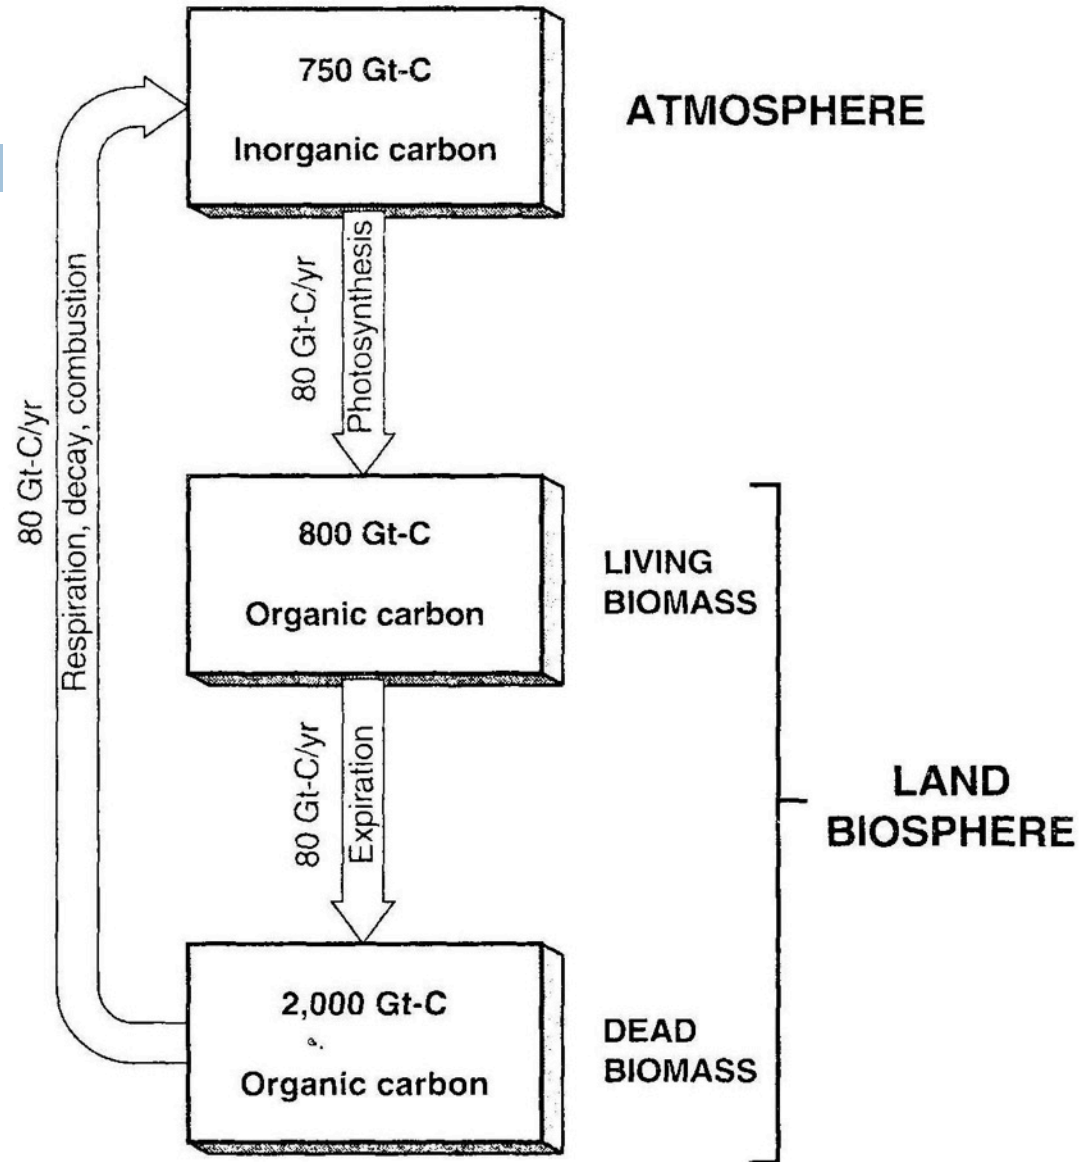 750 Gt-C
Inorganic carbon
ATMOSPHERE
80 Gt-C/yr
Photosynthesis
80 Gt-C/yr
Respiration, decay, combustion
800 Gt-C
Organic carbon
LIVING
BIOMASS
80 Gt-C/yr
Expiration
LAND
BIOSPHERE
2,000 Gt-C
Organic carbon
DEAD
BIOMASS